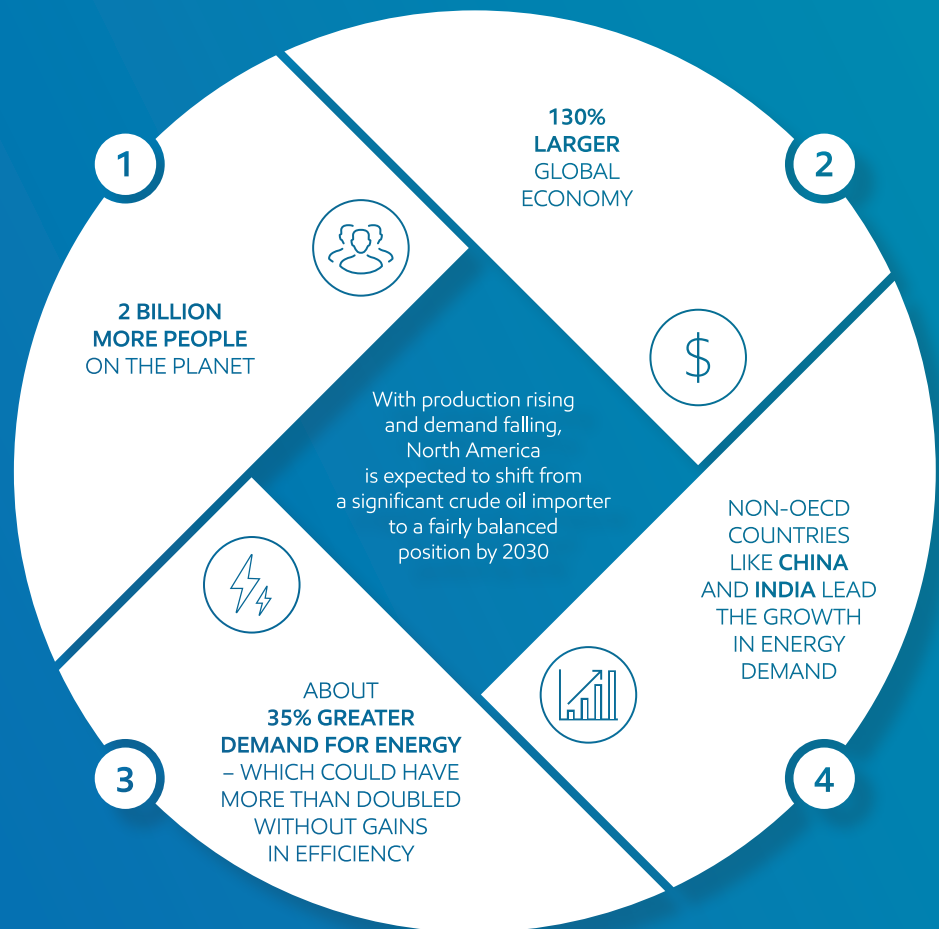 1
2 BILLION
MORE PEOPLE
ON THE PLANET
130%
LARGER
GLOBAL
ECONOMY
2
$
With production rising
and demand falling,
North America
is expected to shift from
a significant crude oil importer
to a fairly balanced
position by 2030
3
ABOUT
35% GREATER
DEMAND FOR ENERGY
– WHICH COULD HAVE
MORE THAN DOUBLED
WITHOUT GAINS
IN EFFICIENCY
NON-OECD
COUNTRIES
LIKE CHINA
AND INDIA LEAD
THE GROWTH
IN ENERGY
DEMAND
4